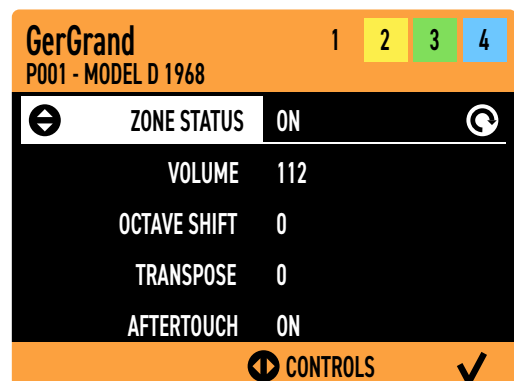 GerGrand 1 2 3 4
P001 - MODEL D 1968
ZONE STATUS ON
VOLUME 112
OCTAVE SHIFT 0
TRANSPOSE 0
AFTERTOUCH ON
CONTROLS